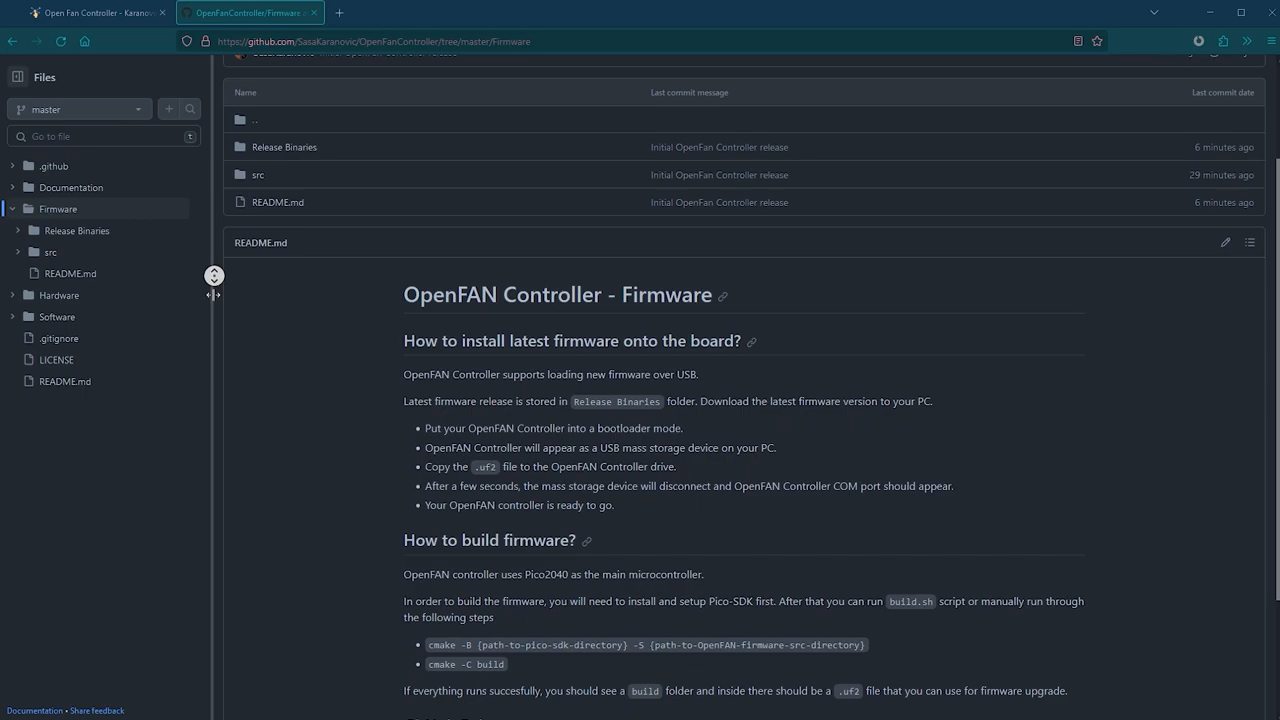 Open Fan Controller - Karanov
OpenFanController/Firmware a
https://github.com/SasaKaranovic/OpenFanController/tree/master/Firmware
Files
master
Go to file
t
.github
Documentation
Firmware
Release Binaries
src
README.md
Hardware
Software
.gitignore
LICENSE
README.md
Documentation • Share feedback
Name Last commit message Last commit date
..
Release Binaries Initial OpenFan Controller release 6 minutes ago
src Initial OpenFan Controller release 29 minutes ago
README.md Initial OpenFan Controller release 6 minutes ago
README.md
OpenFAN Controller - Firmware
How to install latest firmware onto the board?
OpenFAN Controller supports loading new firmware over USB.
Latest firmware release is stored in Release Binaries folder. Download the latest firmware version to your PC.
• Put your OpenFAN Controller into a bootloader mode.
• OpenFAN Controller will appear as a USB mass storage device on your PC.
• Copy the .uf2 file to the OpenFAN Controller drive.
• After a few seconds, the mass storage device will disconnect and OpenFAN Controller COM port should appear.
• Your OpenFAN controller is ready to go.
How to build firmware?
OpenFAN controller uses Pico2040 as the main microcontroller.
In order to build the firmware, you will need to install and setup Pico-SDK first. After that you can run build.sh script or manually run through
the following steps
• cmake -B {path-to-pico-sdk-directory} -S {path-to-OpenFAN-firmware-src-directory}
• cmake -C build
If everything runs succesfully, you should see a build folder and inside there should be a .uf2 file that you can use for firmware upgrade.